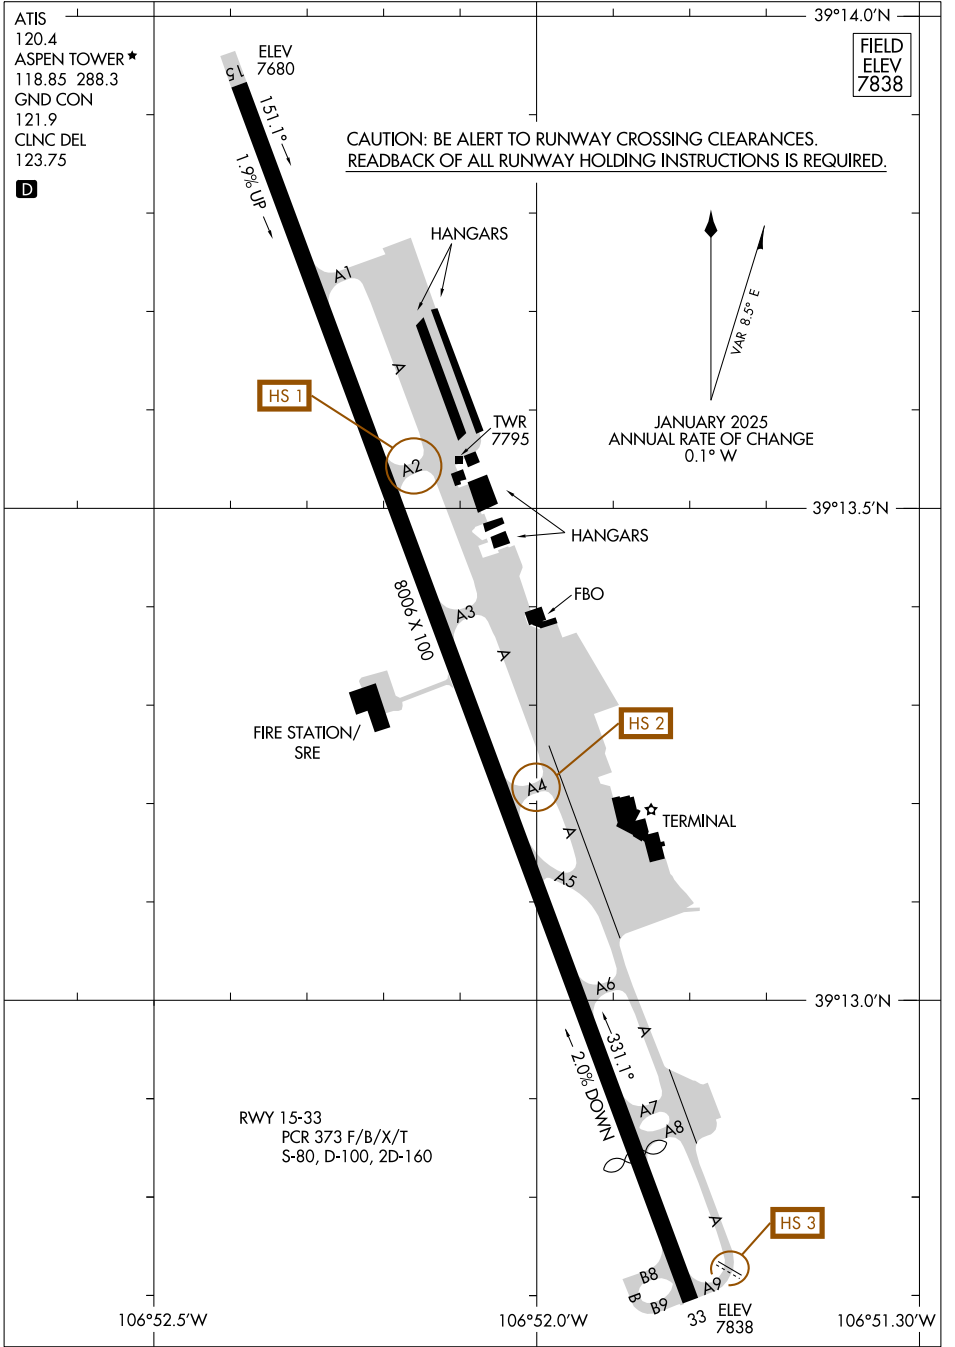 ATIS
120.4
ASPEN TOWER
118.85 288.3
GND CON
121.9
CLNC DEL
123.75
D
39°14.0'N
FIELD
ELEV
7838
15
ELEV
7680
151.1°
1.9% UP
CAUTION: BE ALERT TO RUNWAY CROSSING CLEARANCES.
READBACK OF ALL RUNWAY HOLDING INSTRUCTIONS IS REQUIRED.
HANGARS
A1
VAR 8.5° E
A
HS 1
JANUARY 2025
ANNUAL RATE OF CHANGE
0.1° W
TWR
7795
A2
39°13.5'N
HANGARS
FBO
8006 X 100
A3
A
FIRE STATION/
SRE
HS 2
A4
TERMINAL
A
A5
A6
39°13.0'N
A
331.1°
2.0% DOWN
A7
A8
RWY 15-33
PCR 373 F/B/X/T
S-80, D-100, 2D-160
A
HS 3
B8
A9
B
B9
33
ELEV
7838
106°52.5'W
106°52.0'W
106°51.30'W